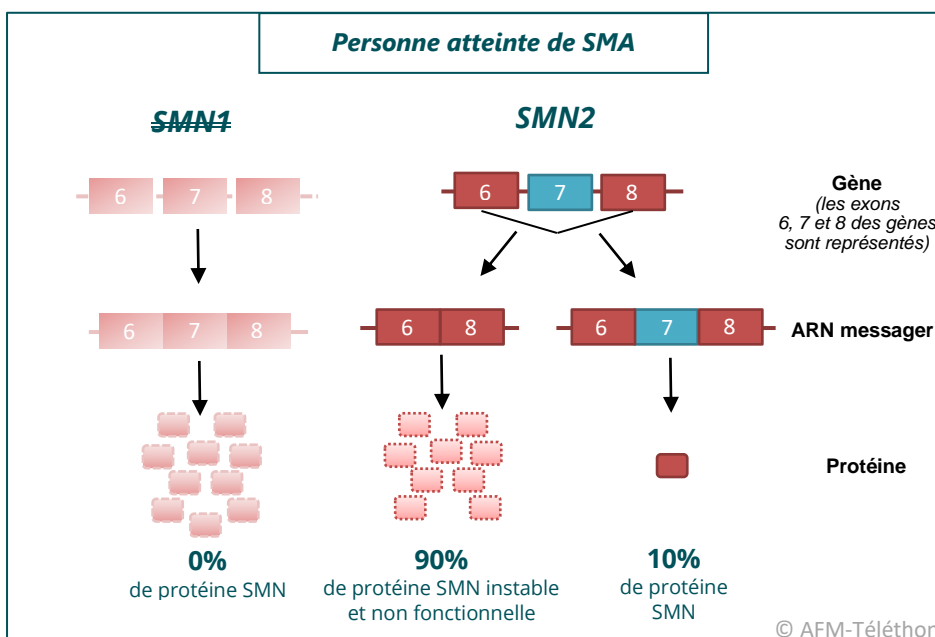 Personne atteinte de SMA
SMN1
SMN2
6 7 8
6 7 8
Gène
(les exons
6, 7 et 8 des gènes
sont représentés)
6 7 8
6 8
6 7 8
ARN messager
Protéine
0%
de protéine SMN
90%
de protéine SMN instable
et non fonctionnelle
10%
de protéine
SMN
© AFM-Téléthon